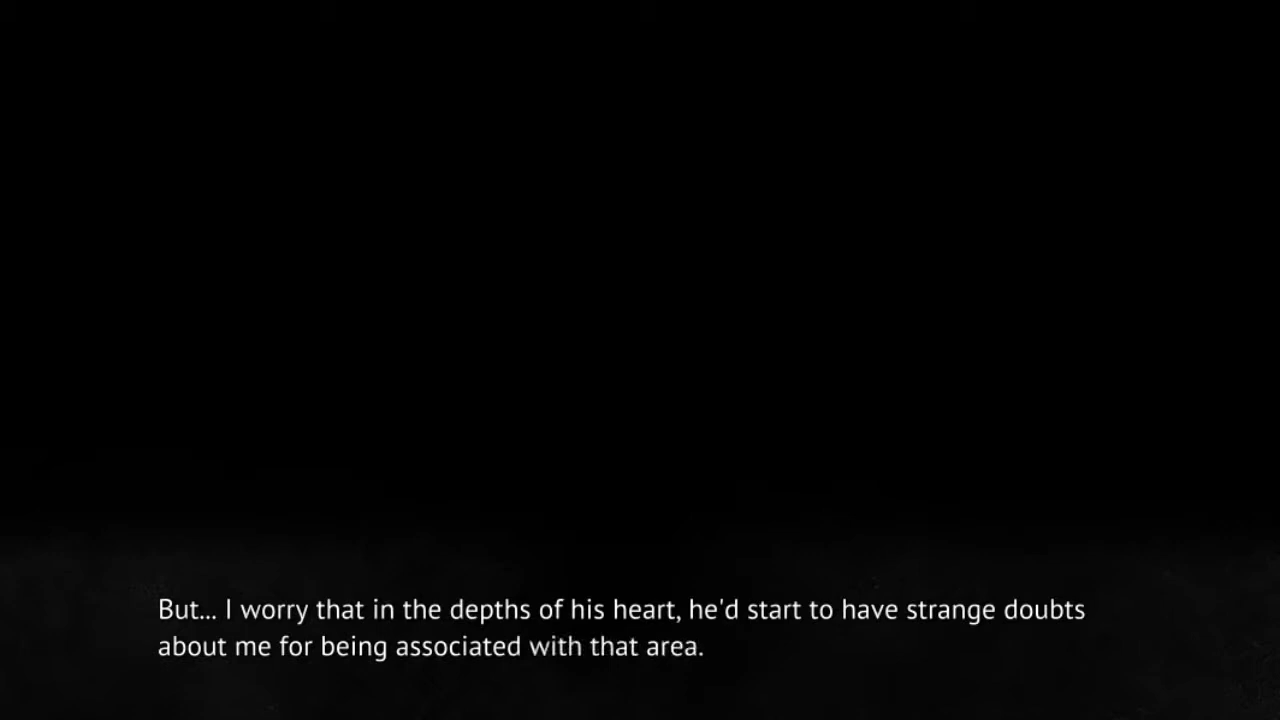 But... I worry that in the depths of his heart, he'd start to have strange doubts
about me for being associated with that area.